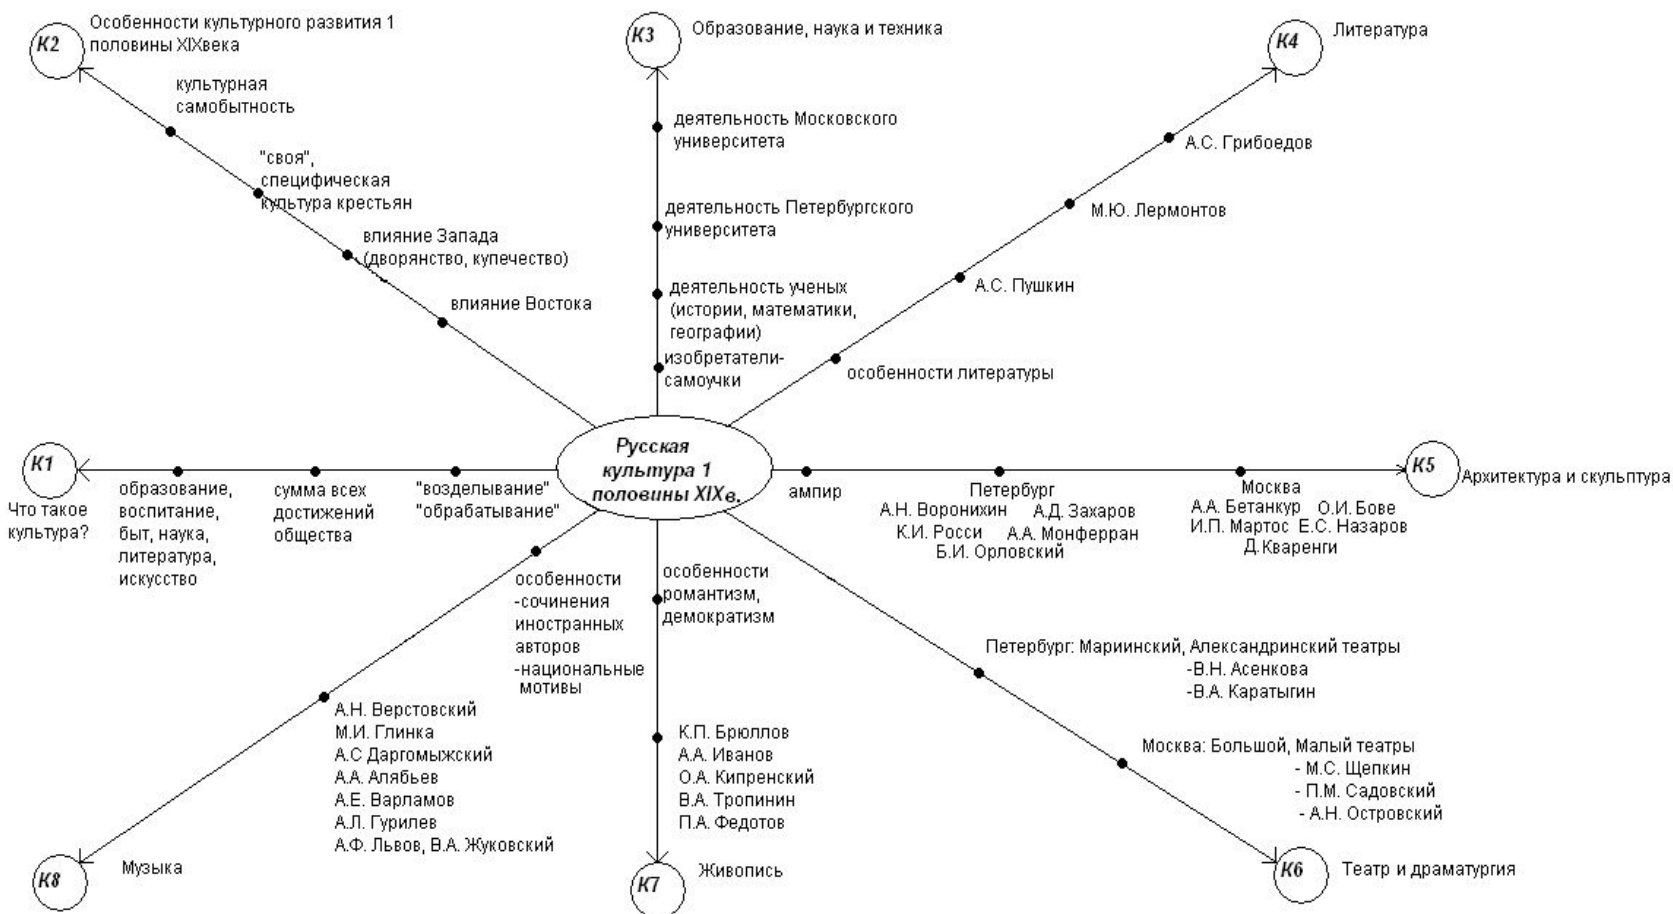 К2
Особенности культурного развития 1
половины XIXвека
культурная
самобытность
"своя",
специфическая
культура крестьян
влияние Запада
(дворянство, купечество)
влияние Востока
К3
Образование, наука и техника
деятельность Московского
университета
деятельность Петербургского
университета
деятельность ученых
(истории, математики,
географии)
изобретатели-
самоучки
К4
Литература
А.С. Грибоедов
М.Ю. Лермонтов
А.С. Пушкин
особенности литературы
Русская
культура 1
половины XIXв.
К1
Что такое
культура?
образование,
воспитание,
быт, наука,
литература,
искусство
сумма всех
достижений
общества
"возделывание"
"обрабатывание"
К5
Архитектура и скульптура
ампир
Петербург
А.Н. Воронихин А.Д. Захаров
К.И. Росси А.А. Монферран
Б.И. Орловский
Москва
А.А. Бетанкур О.И. Бове
И.П. Мартос Е.С. Назаров
Д.Кваренги
особенности
-сочинения
иностранных
авторов
-национальные
мотивы
А.Н. Верстовский
М.И. Глинка
А.С Даргомыжский
А.А. Алябьев
А.Е. Варламов
А.Л. Гурилев
А.Ф. Львов, В.А. Жуковский
К8
Музыка
особенности
романтизм,
демократизм
К.П. Брюллов
А.А. Иванов
О.А. Кипренский
В.А. Тропинин
П.А. Федотов
К7
Живопись
Петербург: Мариинский, Александринский театры
-В.Н. Асенкова
-В.А. Каратыгин
Москва: Большой, Малый театры
- М.С. Щепкин
- П.М. Садовский
- А.Н. Островский
К6
Театр и драматургия